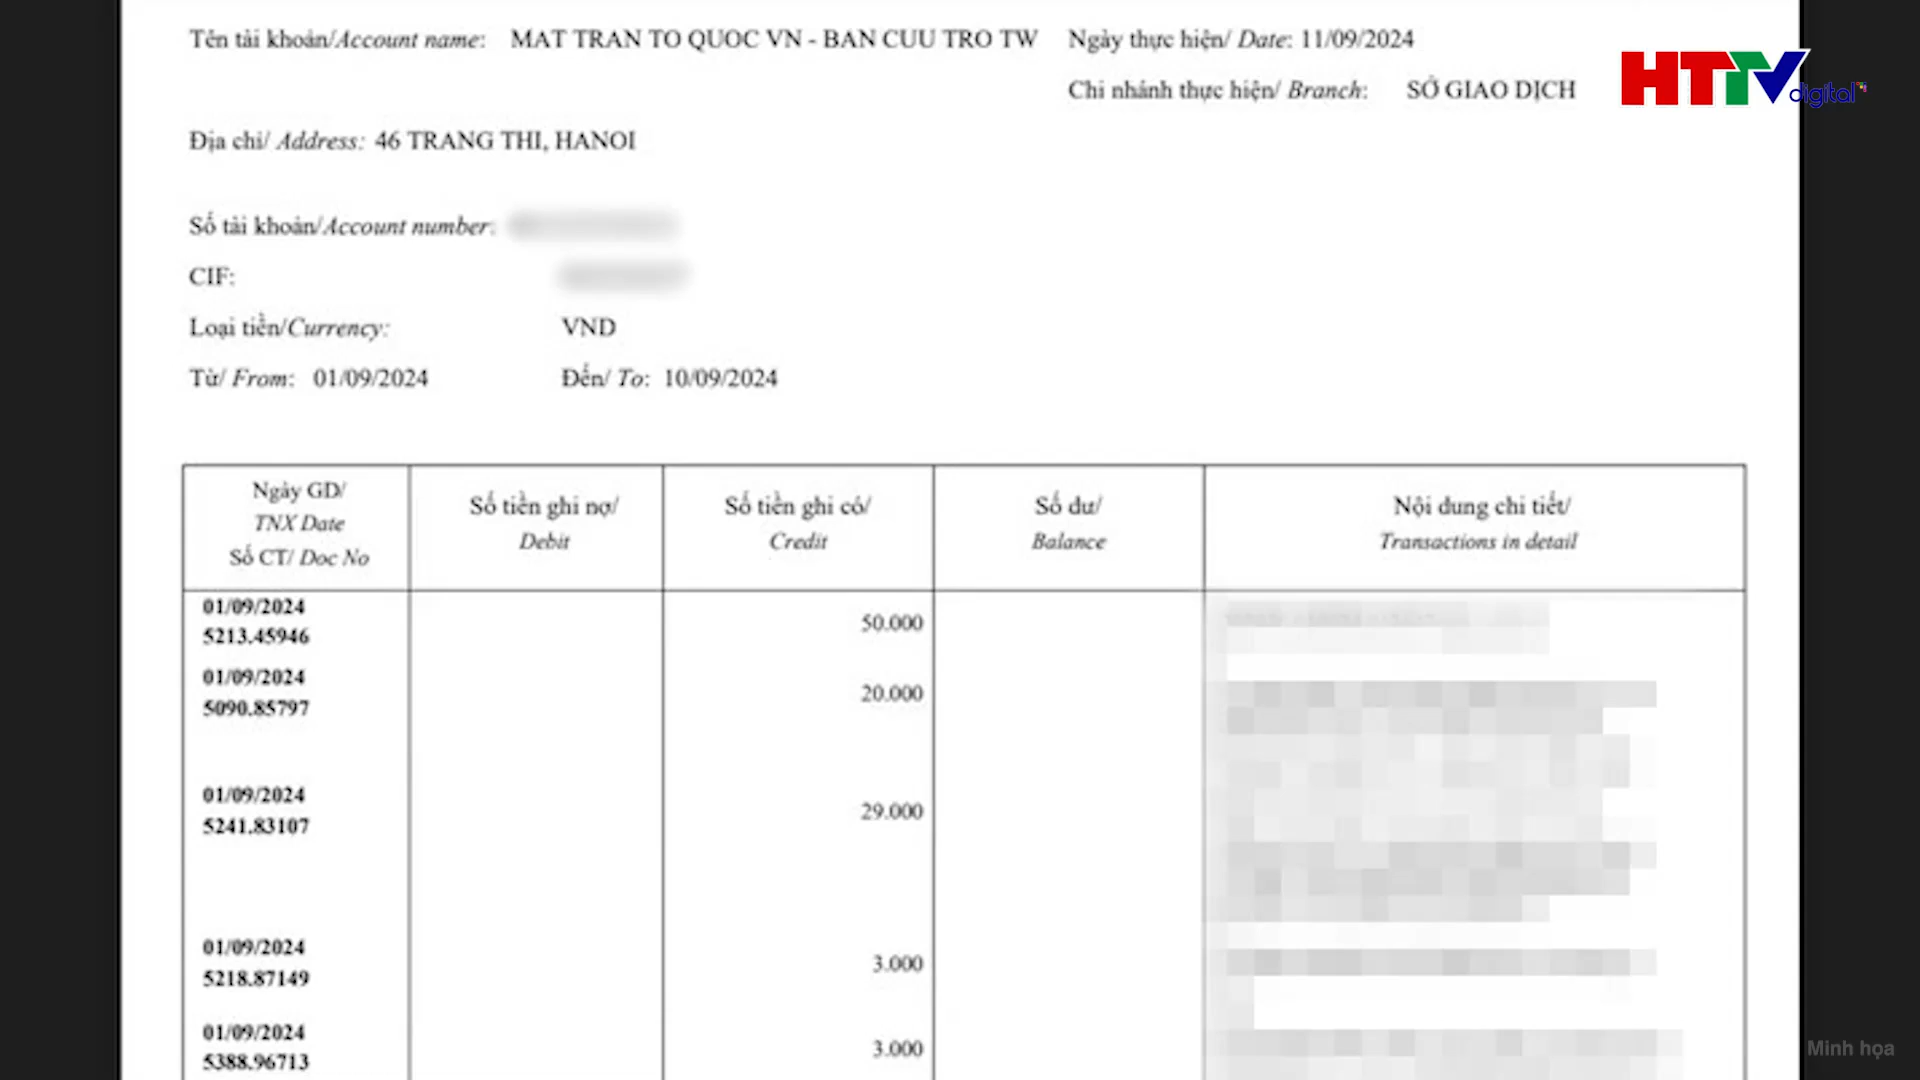 Tên tài khoản/Account name: MAT TRAN TO QUOC VN - BAN CUU TRO TW
Ngày thực hiện/ Date: 11/09/2024
Chi nhánh thực hiện/ Branch: SỞ GIAO DỊCH
HTTV digital
Địa chỉ/ Address: 46 TRANG THI, HANOI
Số tài khoản/Account number:
CIF:
Loại tiền/Currency: VND
Từ/ From: 01/09/2024 Đến/ To: 10/09/2024
Ngày GD/
TNX Date
Số CT/ Doc No
Số tiền ghi nợ/
Debit
Số tiền ghi có/
Credit
Số dư/
Balance
Nội dung chi tiết/
Transactions in detail
01/09/2024
5213.45946
50.000
01/09/2024
5090.85797
20.000
01/09/2024
5241.83107
29.000
01/09/2024
5218.87149
3.000
01/09/2024
5388.96713
3.000
Minh họa